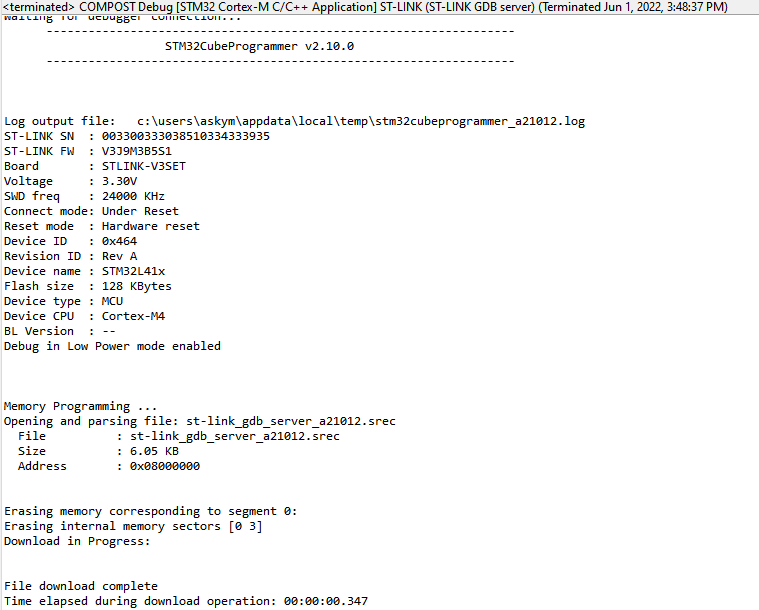 <terminated> COMPOST Debug [STM32 Cortex-M C/C++ Application] ST-LINK (ST-LINK GDB server) (Terminated Jun 1, 2022, 3:48:37 PM)
Waiting for debugger connection...
-------------------------------------------------------------------
STM32CubeProgrammer v2.10.0
-------------------------------------------------------------------
Log output file:   c:\users\askym\appdata\local\temp\stm32cubeprogrammer_a21012.log
ST-LINK SN  : 003300333038510334333935
ST-LINK FW  : V3J9M3B5S1
Board       : STLINK-V3SET
Voltage     : 3.30V
SWD freq    : 24000 KHz
Connect mode: Under Reset
Reset mode  : Hardware reset
Device ID   : 0x464
Revision ID : Rev A
Device name : STM32L41x
Flash size  : 128 KBytes
Device type : MCU
Device CPU  : Cortex-M4
BL Version  : --
Debug in Low Power mode enabled
Memory Programming ...
Opening and parsing file: st-link_gdb_server_a21012.srec
File          : st-link_gdb_server_a21012.srec
Size          : 6.05 KB
Address       : 0x08000000
Erasing memory corresponding to segment 0:
Erasing internal memory sectors [0 3]
Download in Progress:
File download complete
Time elapsed during download operation: 00:00:00.347